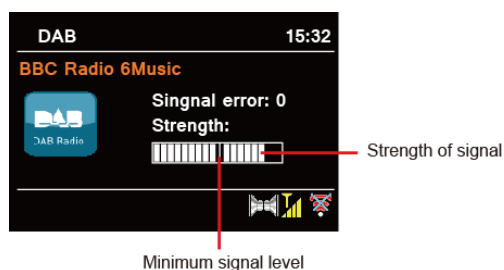 DAB 15:32
BBC Radio 6Music
Singnal error: 0
Strength:
DAB
DAB Radio
Strength of signal
Minimum signal level